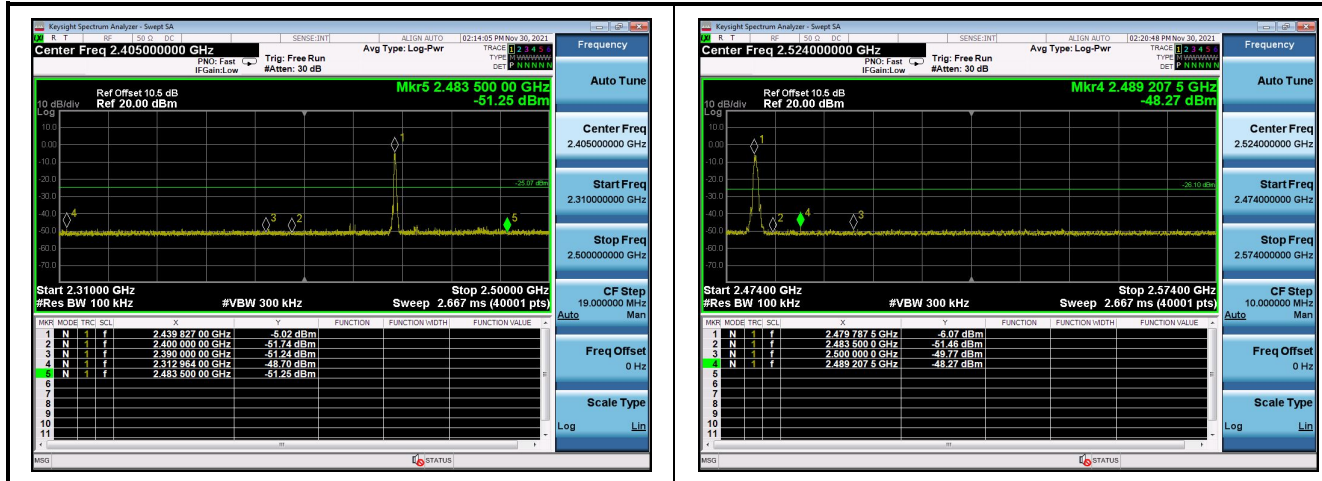 Keysight Spectrum Analyzer - Swept SA
R T RF 50 Ω DC SENSE:INT ALIGN AUTO 02:14:05 PM Nov 30, 2021
Center Freq 2.405000000 GHz Avg Type: Log-Pwr TRACE 1 2 3 4 5 6 Frequency
PNO: Fast Trig: Free Run TYPE M WWWWW
IFGain:Low #Atten: 30 dB DET P NNNNN
Auto Tune
Mkr5 2.483 500 00 GHz
Ref Offset 10.5 dB
10 dB/div Ref 20.00 dBm -51.25 dBm
Log
10.0
0.00
-10.0
-20.0
-30.0
-40.0
-50.0
-60.0
-70.0
1
-25.07 dBm
4
3
2
5
Center Freq
2.405000000 GHz
Start Freq
2.310000000 GHz
Stop Freq
2.500000000 GHz
Start 2.31000 GHz Stop 2.50000 GHz
#Res BW 100 kHz #VBW 300 kHz Sweep 2.667 ms (40001 pts)
CF Step
19.000000 MHz
Auto Man
MKR MODE TRC SCL X Y FUNCTION FUNCTION WIDTH FUNCTION VALUE
1 N 1 f 2.439 827 00 GHz -5.02 dBm
2 N 1 f 2.400 000 00 GHz -51.74 dBm
3 N 1 f 2.390 000 00 GHz -51.24 dBm
4 N 1 f 2.312 964 00 GHz -48.70 dBm
5 N 1 f 2.483 500 00 GHz -51.25 dBm
6
7
8
9
10
11
Freq Offset
0 Hz
Scale Type
Log Lin
MSG STATUS
Keysight Spectrum Analyzer - Swept SA
R T RF 50 Ω DC SENSE:INT ALIGN AUTO 02:20:48 PM Nov 30, 2021
Center Freq 2.524000000 GHz Avg Type: Log-Pwr TRACE 1 2 3 4 5 6 Frequency
PNO: Fast Trig: Free Run TYPE M WWWWW
IFGain:Low #Atten: 30 dB DET P NNNNN
Auto Tune
Mkr4 2.489 207 5 GHz
Ref Offset 10.5 dB
10 dB/div Ref 20.00 dBm -48.27 dBm
Log
10.0
0.00
-10.0
-20.0
-30.0
-40.0
-50.0
-60.0
-70.0
1
-26.10 dBm
2
4
3
Center Freq
2.524000000 GHz
Start Freq
2.474000000 GHz
Stop Freq
2.574000000 GHz
Start 2.47400 GHz Stop 2.57400 GHz
#Res BW 100 kHz #VBW 300 kHz Sweep 2.667 ms (40001 pts)
CF Step
10.000000 MHz
Auto Man
MKR MODE TRC SCL X Y FUNCTION FUNCTION WIDTH FUNCTION VALUE
1 N 1 f 2.479 787 5 GHz -6.07 dBm
2 N 1 f 2.483 500 0 GHz -51.46 dBm
3 N 1 f 2.500 000 0 GHz -49.77 dBm
4 N 1 f 2.489 207 5 GHz -48.27 dBm
5
6
7
8
9
10
11
Freq Offset
0 Hz
Scale Type
Log Lin
MSG STATUS